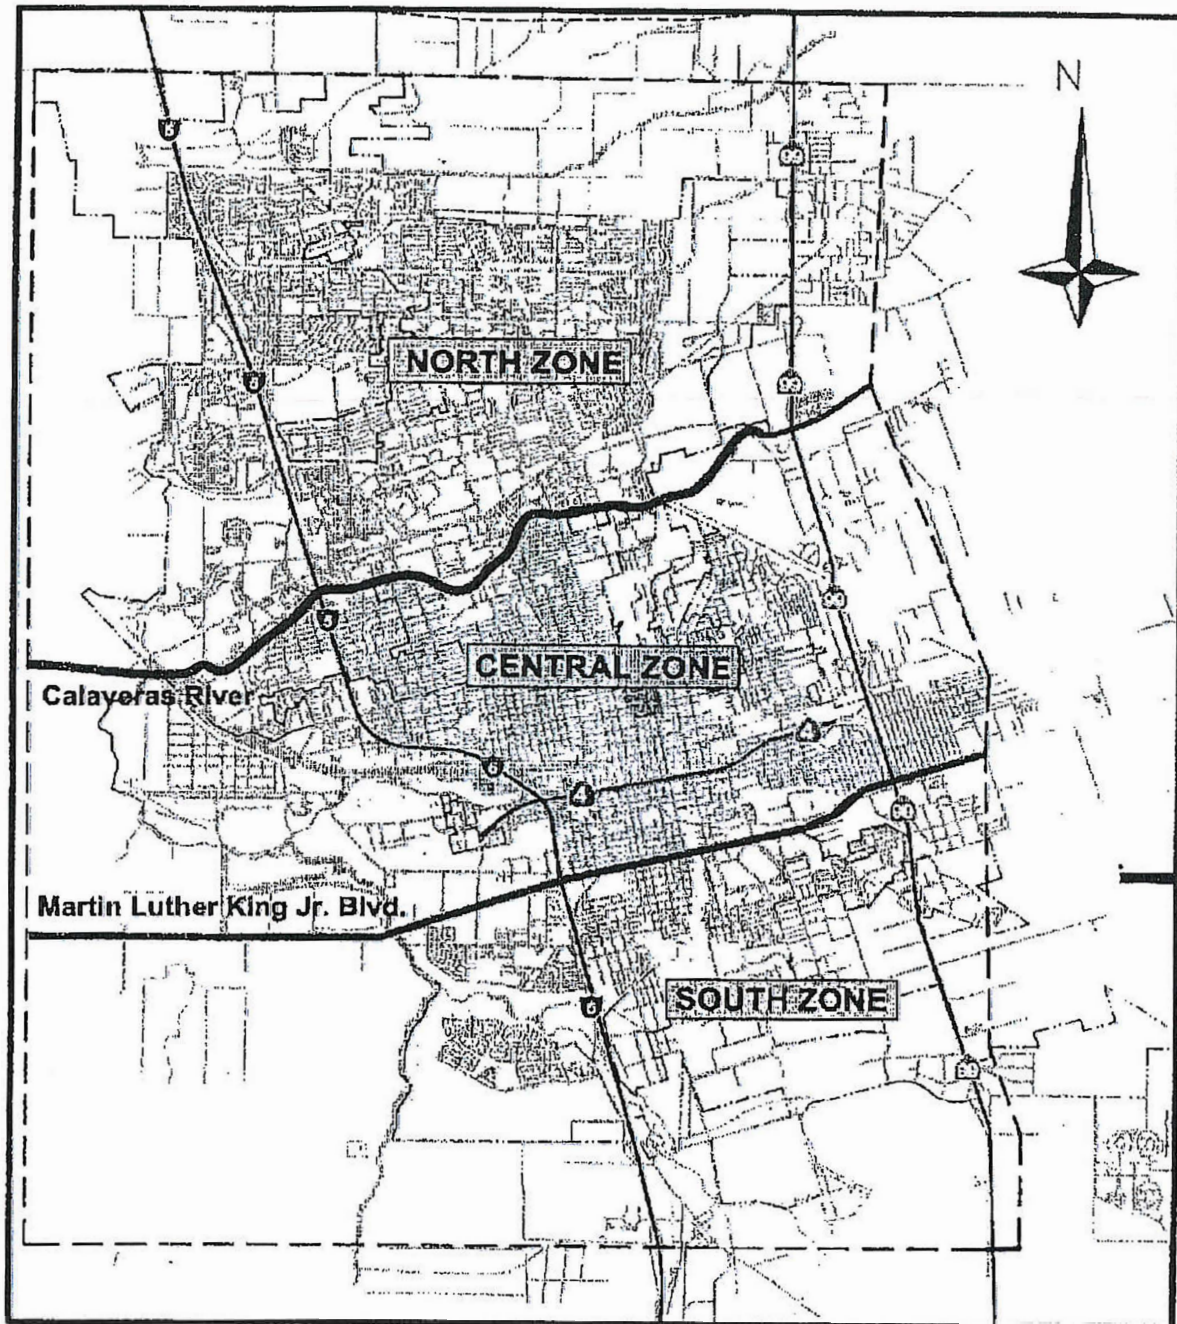 N
NORTH ZONE
CENTRAL ZONE
Calaveras River
Martin Luther King Jr. Blvd.
SOUTH ZONE